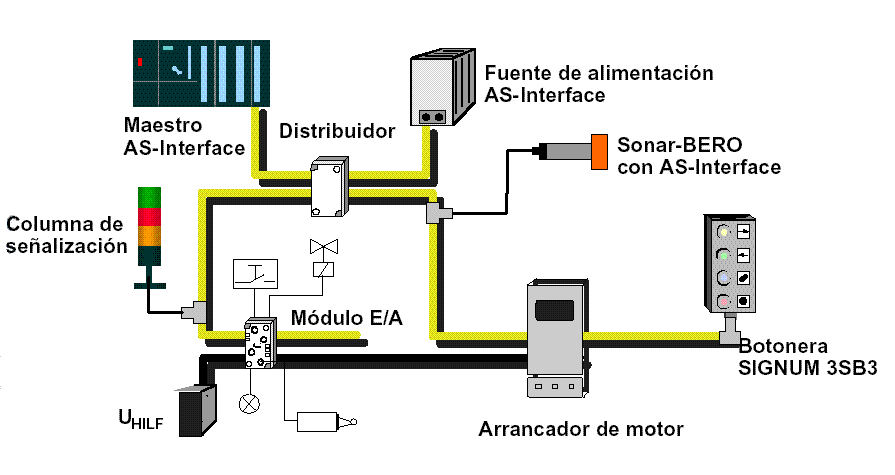 Fuente de alimentación
AS-Interface
Maestro
AS-Interface
Distribuidor
Sonar-BERO
con AS-Interface
Columna de
señalización
Módulo E/A
Botonera
SIGNUM 3SB3
UHILF
Arrancador de motor